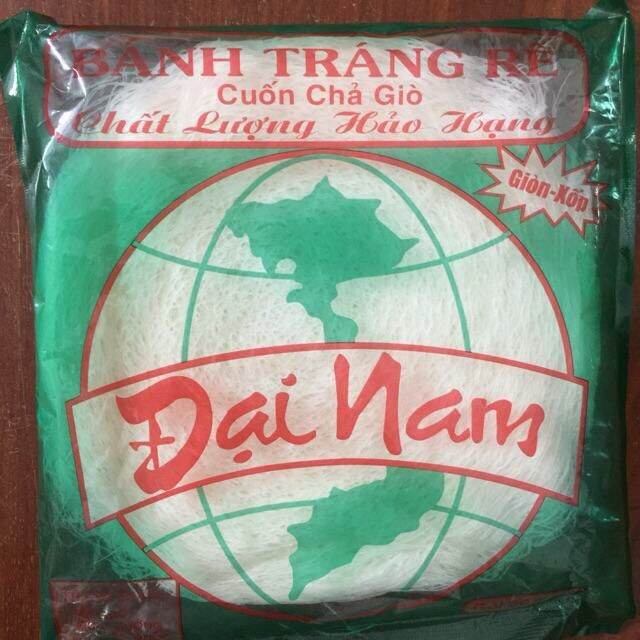 BÁNH TRÁNG RẾ
Cuốn Chả Giò
Chất Lượng Hảo Hạng
Giòn-Xốp
Đại Nam